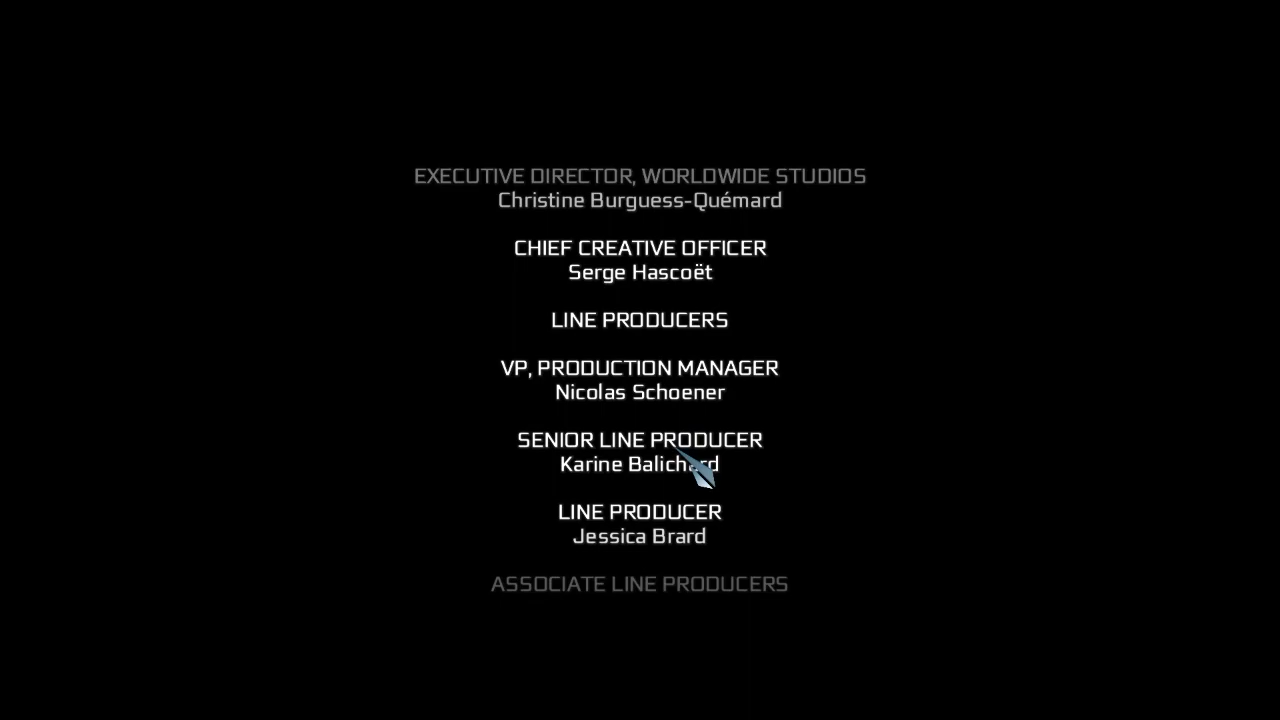 EXECUTIVE DIRECTOR, WORLDWIDE STUDIOS
Christine Burguess-Quémard
CHIEF CREATIVE OFFICER
Serge Hascoët
LINE PRODUCERS
VP, PRODUCTION MANAGER
Nicolas Schoener
SENIOR LINE PRODUCER
Karine Balichard
LINE PRODUCER
Jessica Brard
ASSOCIATE LINE PRODUCERS